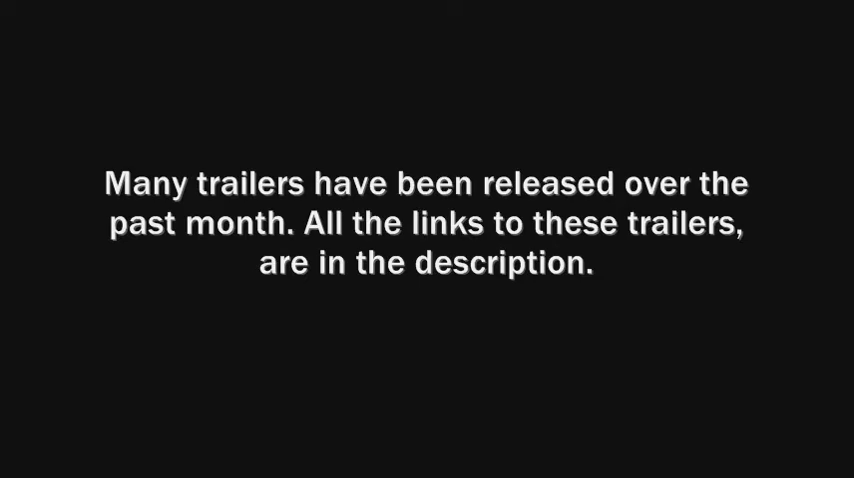 Many trailers have been released over the
past month. All the links to these trailers,
are in the description.